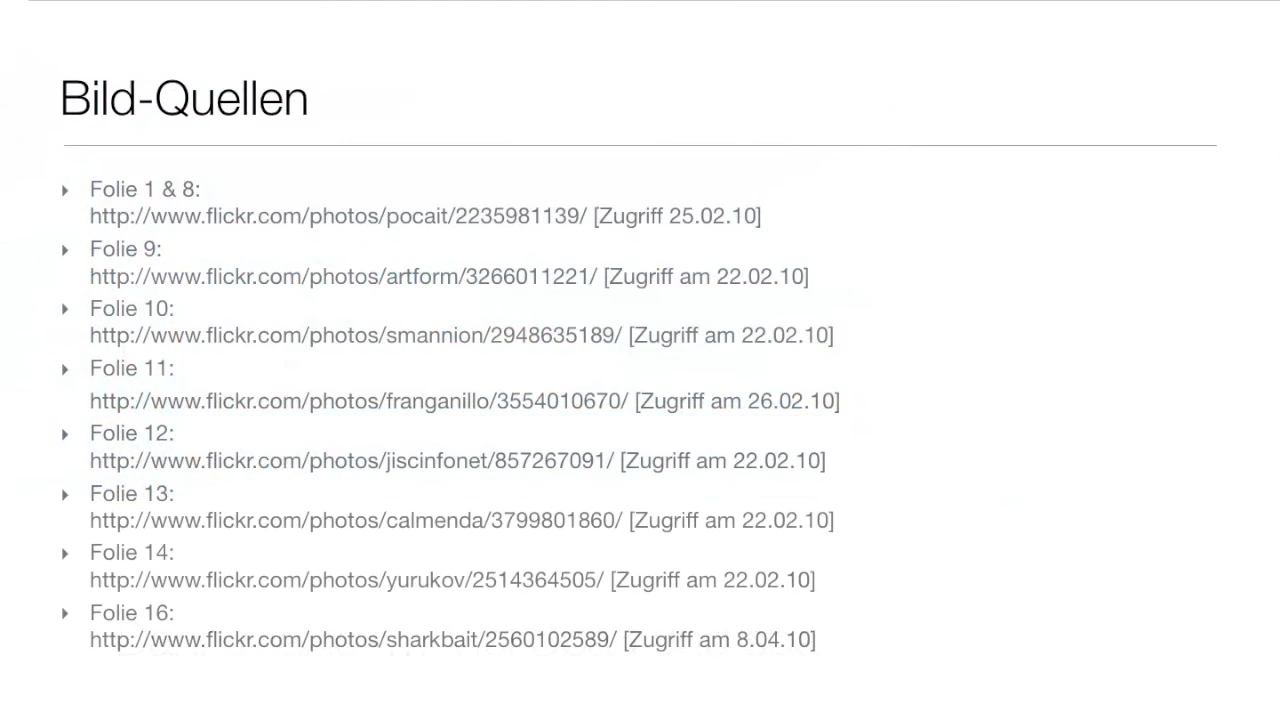 Bild-Quellen
Folie 1 & 8:
http://www.flickr.com/photos/pocait/2235981139/ [Zugriff 25.02.10]
Folie 9:
http://www.flickr.com/photos/artform/3266011221/ [Zugriff am 22.02.10]
Folie 10:
http://www.flickr.com/photos/smannion/2948635189/ [Zugriff am 22.02.10]
Folie 11:
http://www.flickr.com/photos/franganillo/3554010670/ [Zugriff am 26.02.10]
Folie 12:
http://www.flickr.com/photos/jiscinfonet/857267091/ [Zugriff am 22.02.10]
Folie 13:
http://www.flickr.com/photos/calmenda/3799801860/ [Zugriff am 22.02.10]
Folie 14:
http://www.flickr.com/photos/yurukov/2514364505/ [Zugriff am 22.02.10]
Folie 16:
http://www.flickr.com/photos/sharkbait/2560102589/ [Zugriff am 8.04.10]